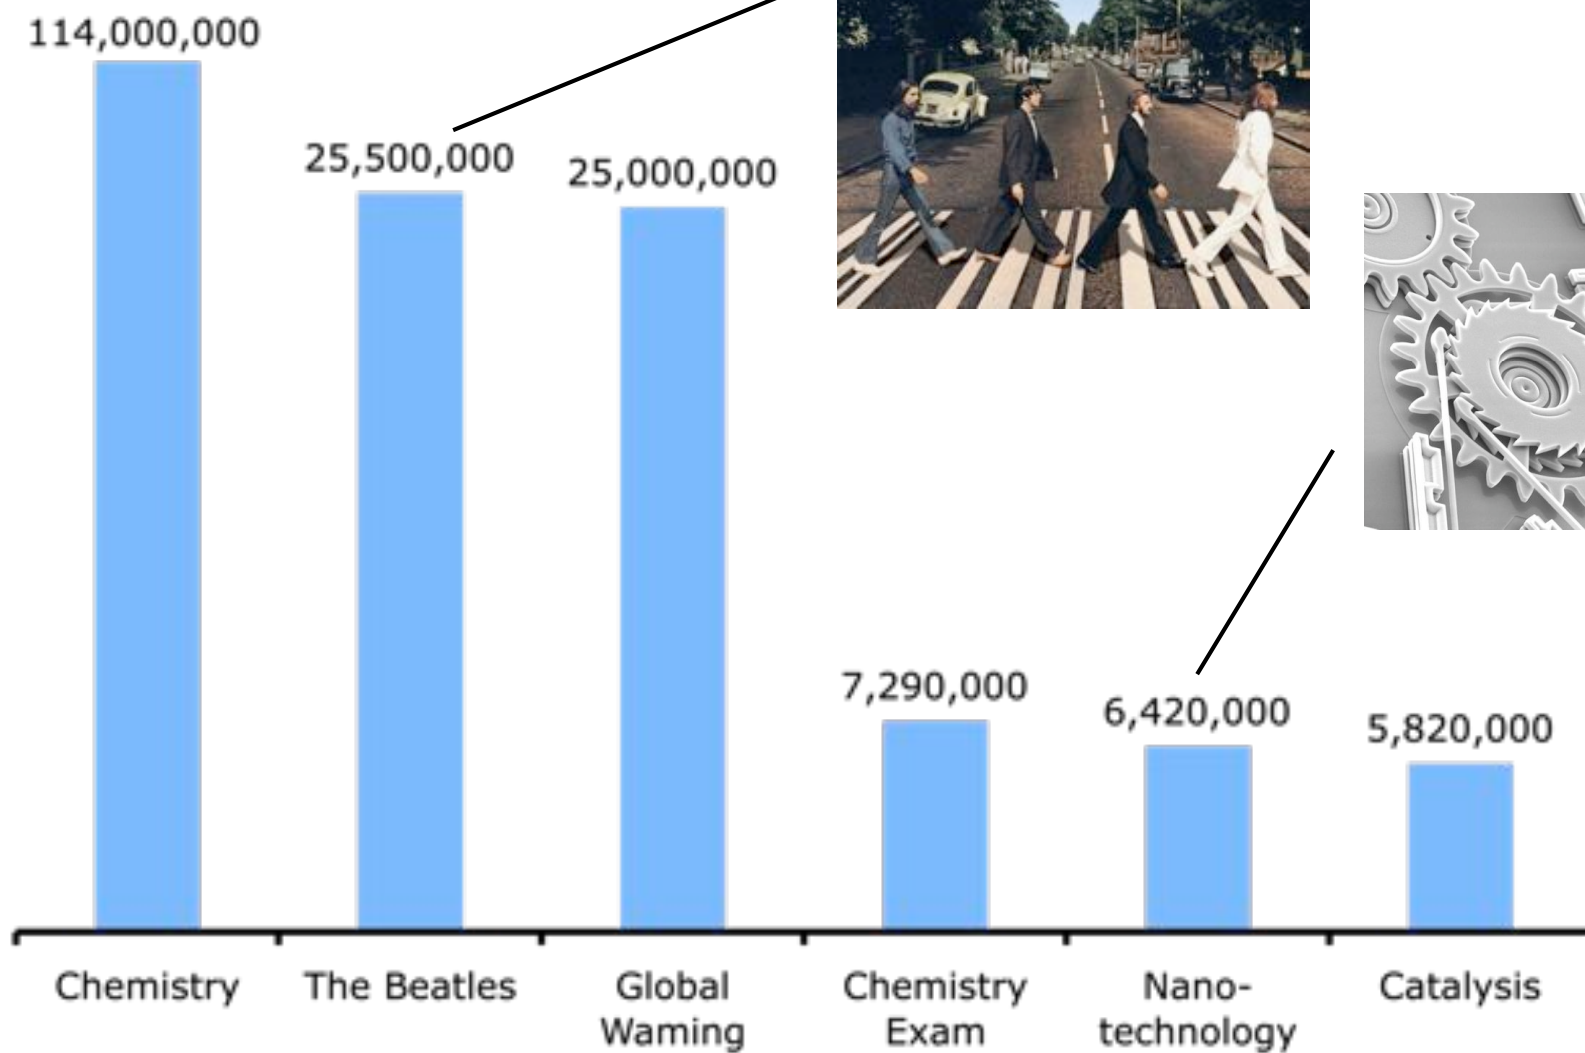 114,000,000
25,500,000
25,000,000
7,290,000
6,420,000
5,820,000
Chemistry
The Beatles
Global
Waming
Chemistry
Exam
Nano-
technology
Catalysis